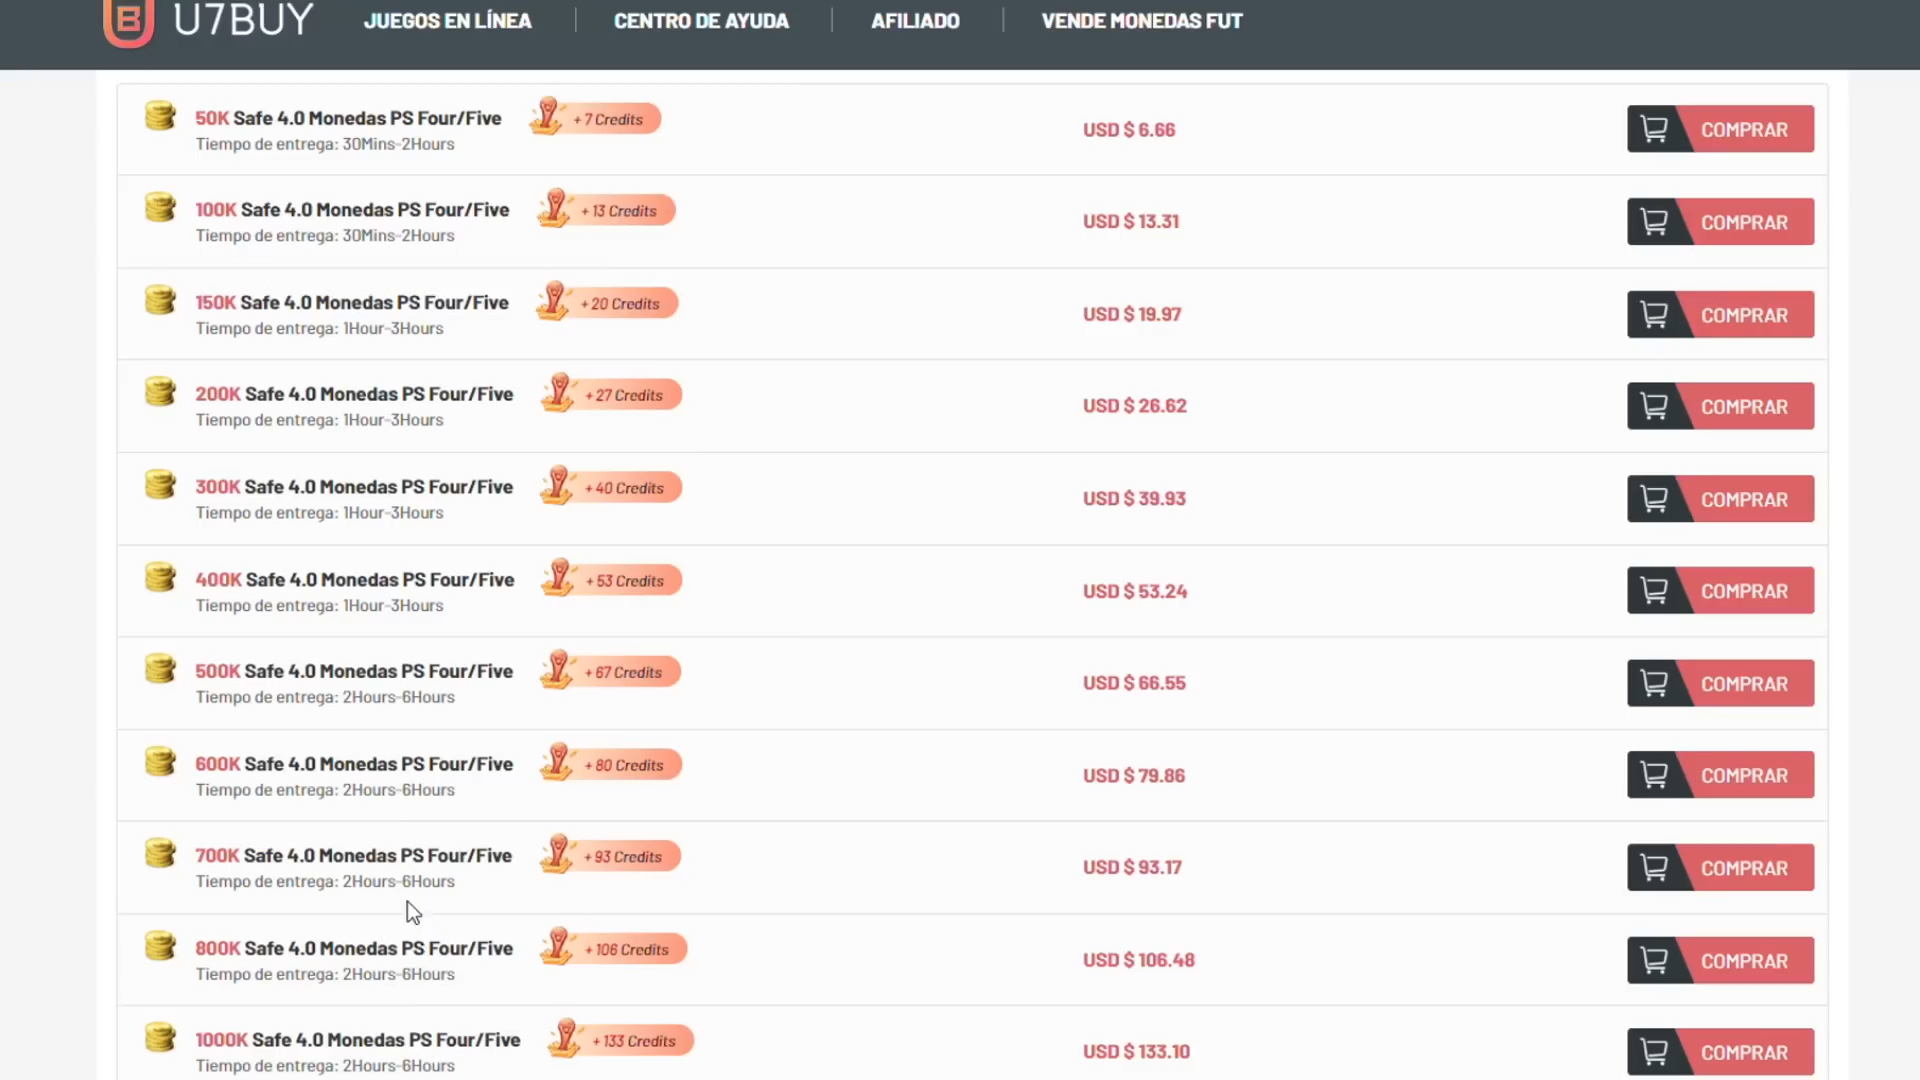 U7BUY JUEGOS EN LÍNEA CENTRO DE AYUDA AFILIADO VENDE MONEDAS FUT
50K Safe 4.0 Monedas PS Four/Five + 7 Credits
Tiempo de entrega: 30Mins-2Hours
USD $ 6.66
COMPRAR
100K Safe 4.0 Monedas PS Four/Five + 13 Credits
Tiempo de entrega: 30Mins-2Hours
USD $ 13.31
COMPRAR
150K Safe 4.0 Monedas PS Four/Five + 20 Credits
Tiempo de entrega: 1Hour-3Hours
USD $ 19.97
COMPRAR
200K Safe 4.0 Monedas PS Four/Five + 27 Credits
Tiempo de entrega: 1Hour-3Hours
USD $ 26.62
COMPRAR
300K Safe 4.0 Monedas PS Four/Five + 40 Credits
Tiempo de entrega: 1Hour-3Hours
USD $ 39.93
COMPRAR
400K Safe 4.0 Monedas PS Four/Five + 53 Credits
Tiempo de entrega: 1Hour-3Hours
USD $ 53.24
COMPRAR
500K Safe 4.0 Monedas PS Four/Five + 67 Credits
Tiempo de entrega: 2Hours-6Hours
USD $ 66.55
COMPRAR
600K Safe 4.0 Monedas PS Four/Five + 80 Credits
Tiempo de entrega: 2Hours-6Hours
USD $ 79.86
COMPRAR
700K Safe 4.0 Monedas PS Four/Five + 93 Credits
Tiempo de entrega: 2Hours-6Hours
USD $ 93.17
COMPRAR
800K Safe 4.0 Monedas PS Four/Five + 106 Credits
Tiempo de entrega: 2Hours-6Hours
USD $ 106.48
COMPRAR
1000K Safe 4.0 Monedas PS Four/Five + 133 Credits
Tiempo de entrega: 2Hours-6Hours
USD $ 133.10
COMPRAR